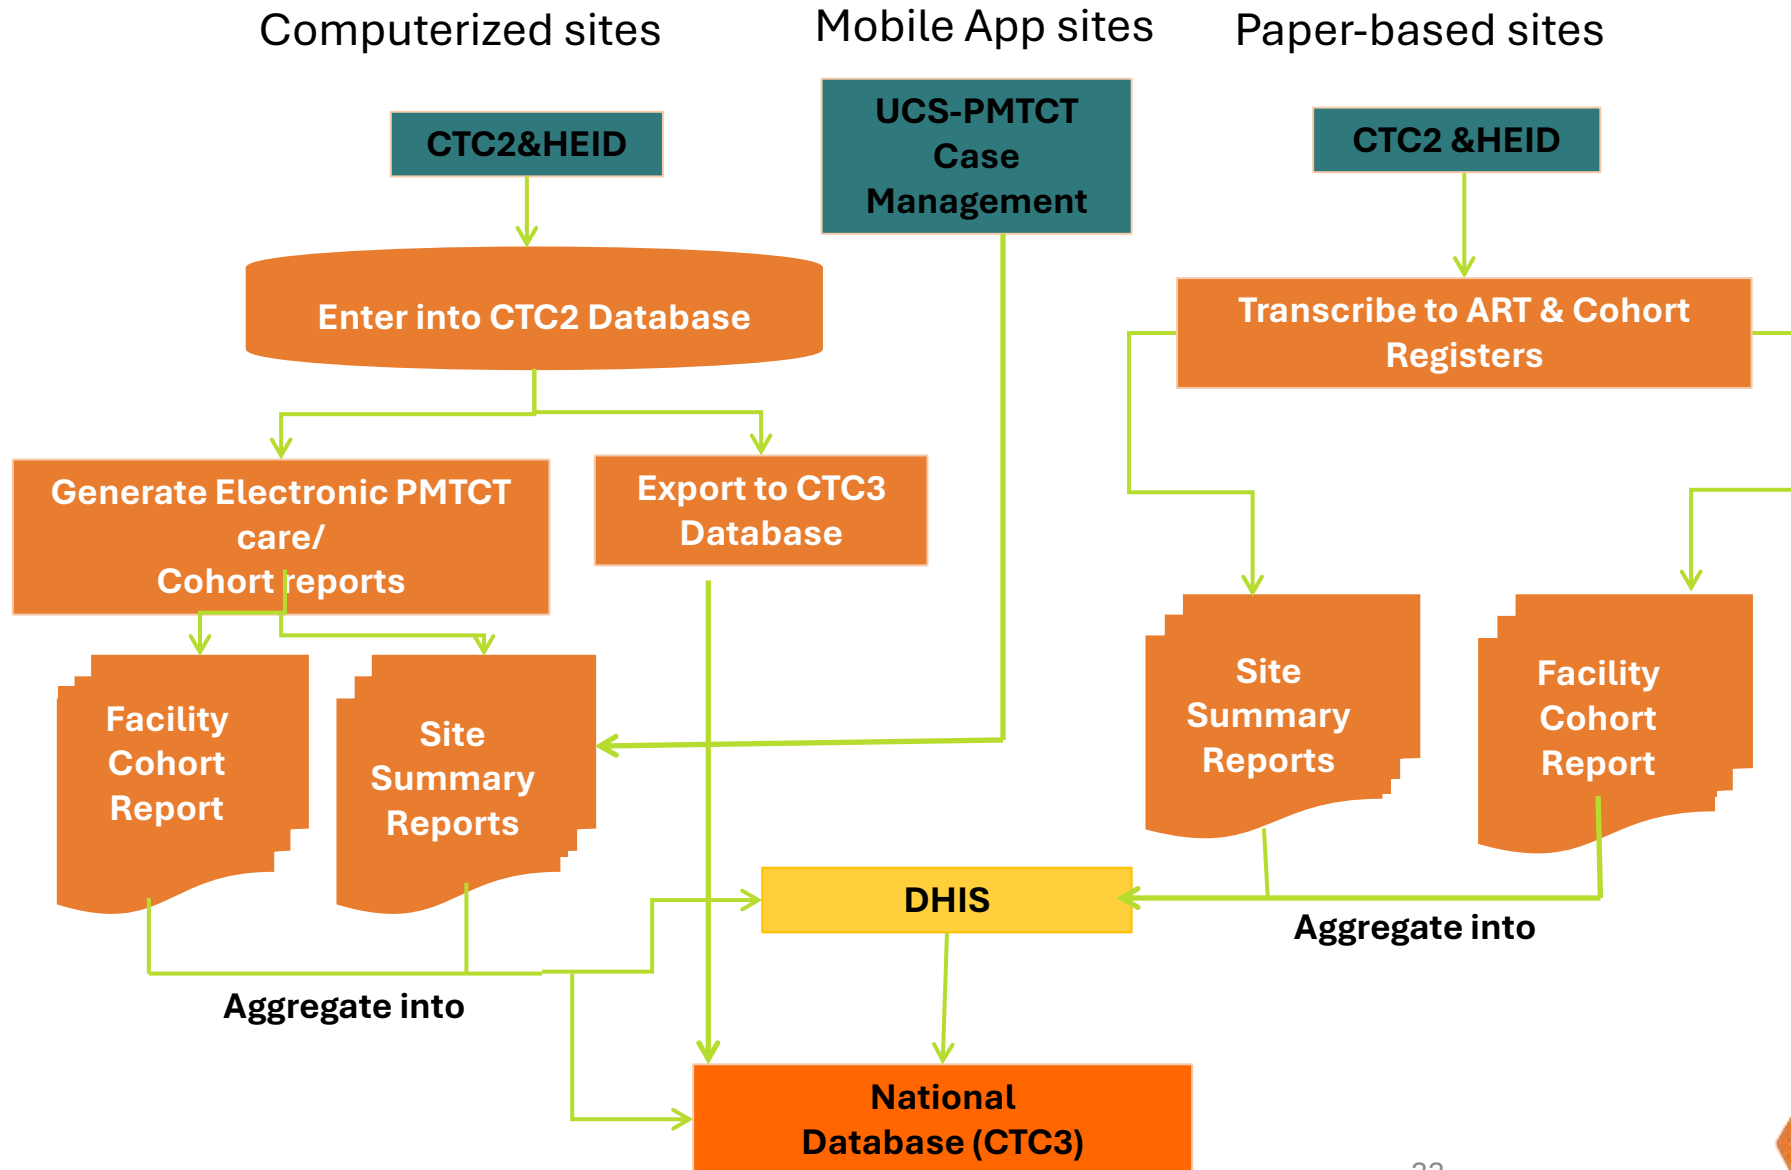 Computerized sites
Mobile App sites
Paper-based sites
CTC2&HEID
UCS-PMTCT
Case
Management
CTC2 &HEID
Enter into CTC2 Database
Transcribe to ART & Cohort
Registers
Generate Electronic PMTCT
care/
Cohort reports
Export to CTC3
Database
Facility
Cohort
Report
Site
Summary
Reports
Site
Summary
Reports
Facility
Cohort
Report
DHIS
Aggregate into
Aggregate into
National
Database (CTC3)